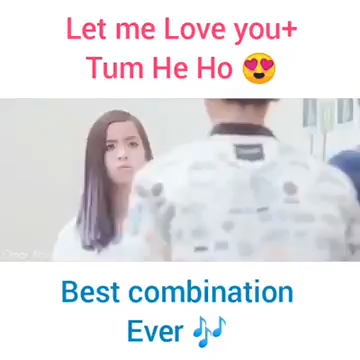 Let me Love you+
Tum He Ho 😍
Best combination
Ever 🎶